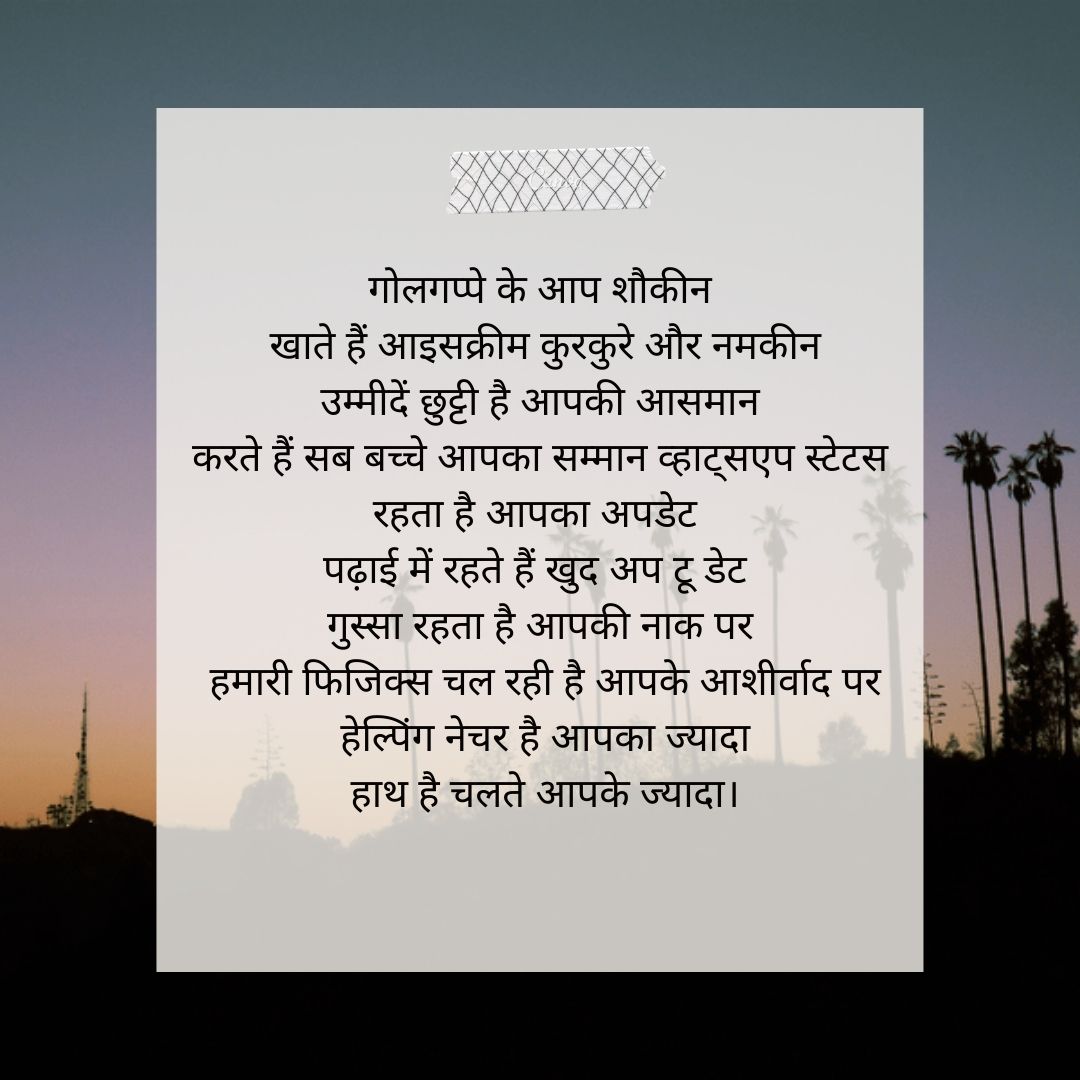 गोलगप्पे के आप शौकीन
खाते हैं आइसक्रीम कुरकुरे और नमकीन
उम्मीदें छुट्टी है आपकी आसमान
करते हैं सब बच्चे आपका सम्मान व्हाट्सएप स्टेटस
रहता है आपका अपडेट
पढ़ाई में रहते हैं खुद अप टू डेट
गुस्सा रहता है आपकी नाक पर
हमारी फिजिक्स चल रही है आपके आशीर्वाद पर
हेल्पिंग नेचर है आपका ज्यादा
हाथ है चलते आपके ज्यादा।